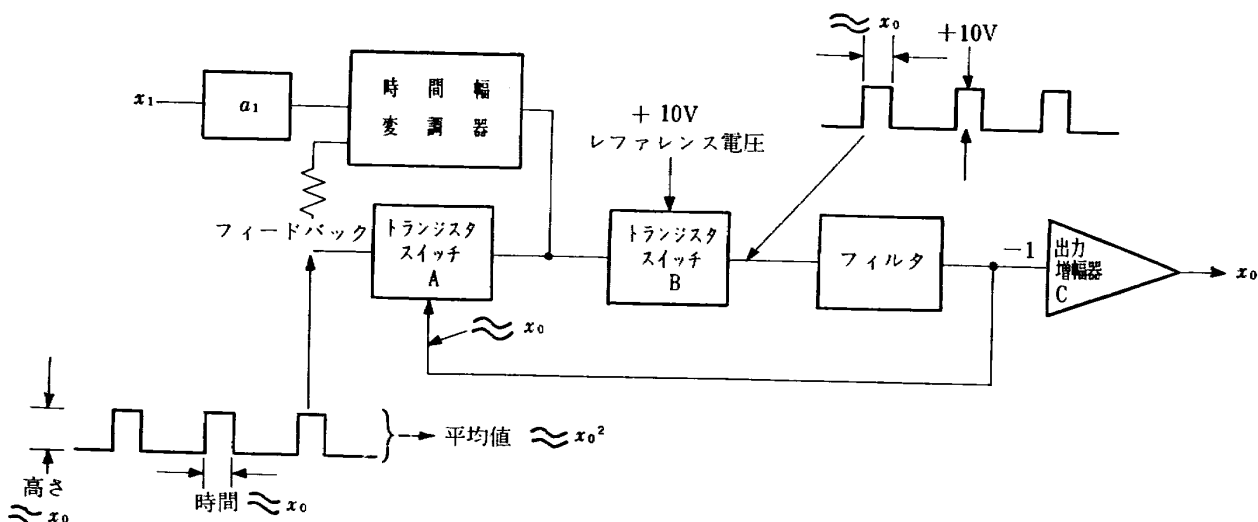 ≈ x₀
+10V
x₁
a₁
時間幅
変調器
+10V
レファレンス電圧
フィードバック
トランジスタ
スイッチ
A
トランジスタ
スイッチ
B
フィルタ
−1
出力
増幅器
C
x₀
≈ x₀
平均値 ≈ x₀²
高さ
≈ x₀
時間 ≈ x₀